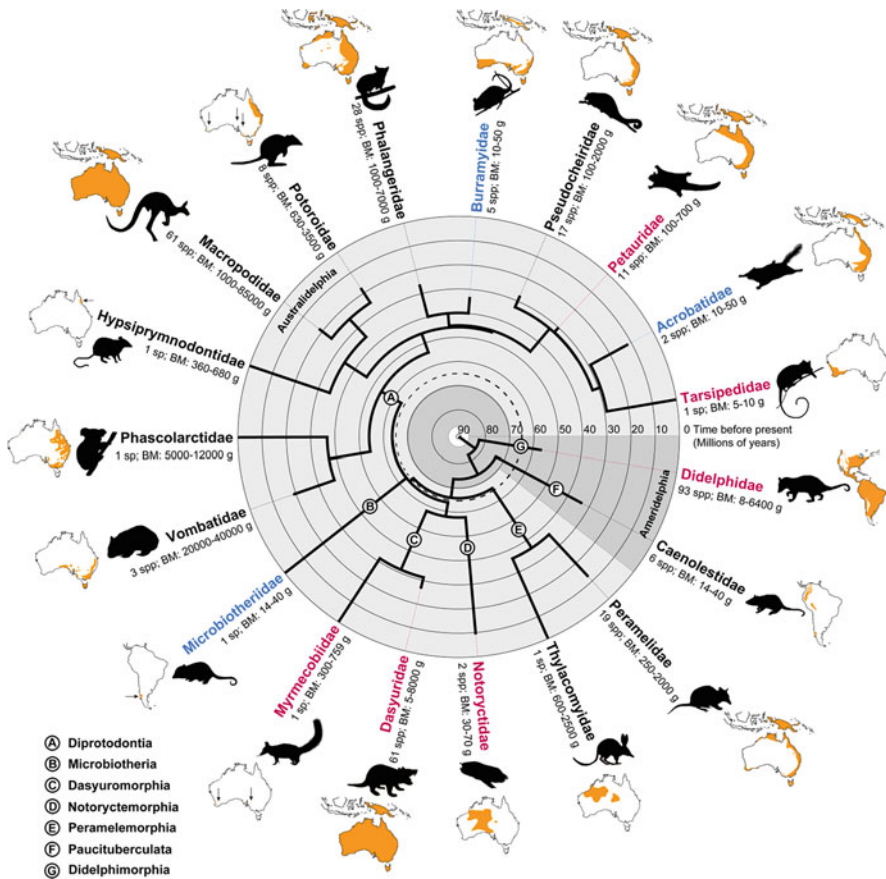 Phalangeridae
28 spp; BM: 1000-7000 g
Burramyidae
5 spp; BM: 10-50 g
Pseudocheiridae
17 spp; BM: 100-2000 g
Petauridae
11 spp; BM: 100-700 g
Acrobatidae
2 spp; BM: 10-50 g
Tarsipedidae
1 sp; BM: 5-10 g
Didelphidae
93 spp; BM: 8-6400 g
Caenolestidae
6 spp; BM: 14-40 g
Peramelidae
19 spp; BM: 250-2000 g
Thylacomyidae
1 sp; BM: 600-2500 g
Notoryctidae
2 spp; BM: 30-70 g
Dasyuridae
61 spp; BM: 5-8000 g
Myrmecobiidae
1 sp; BM: 300-759 g
Microbiotheriidae
1 sp; BM: 14-40 g
Vombatidae
3 spp; BM: 20000-40000 g
Phascolarctidae
1 sp; BM: 5000-12000 g
Hypsiprymnodontidae
1 sp; BM: 360-680 g
Macropodidae
61 spp; BM: 1000-85000 g
Potoroidae
8 spp; BM: 630-3500 g
Australidelphia
Ameridelphia
90 80 70 60 50 40 30 20 10 0 Time before present
(Millions of years)
A
B
C
D
E
F
G
A Diprotodontia
B Microbiotheria
C Dasyuromorphia
D Notoryctemorphia
E Peramelemorphia
F Paucituberculata
G Didelphimorphia